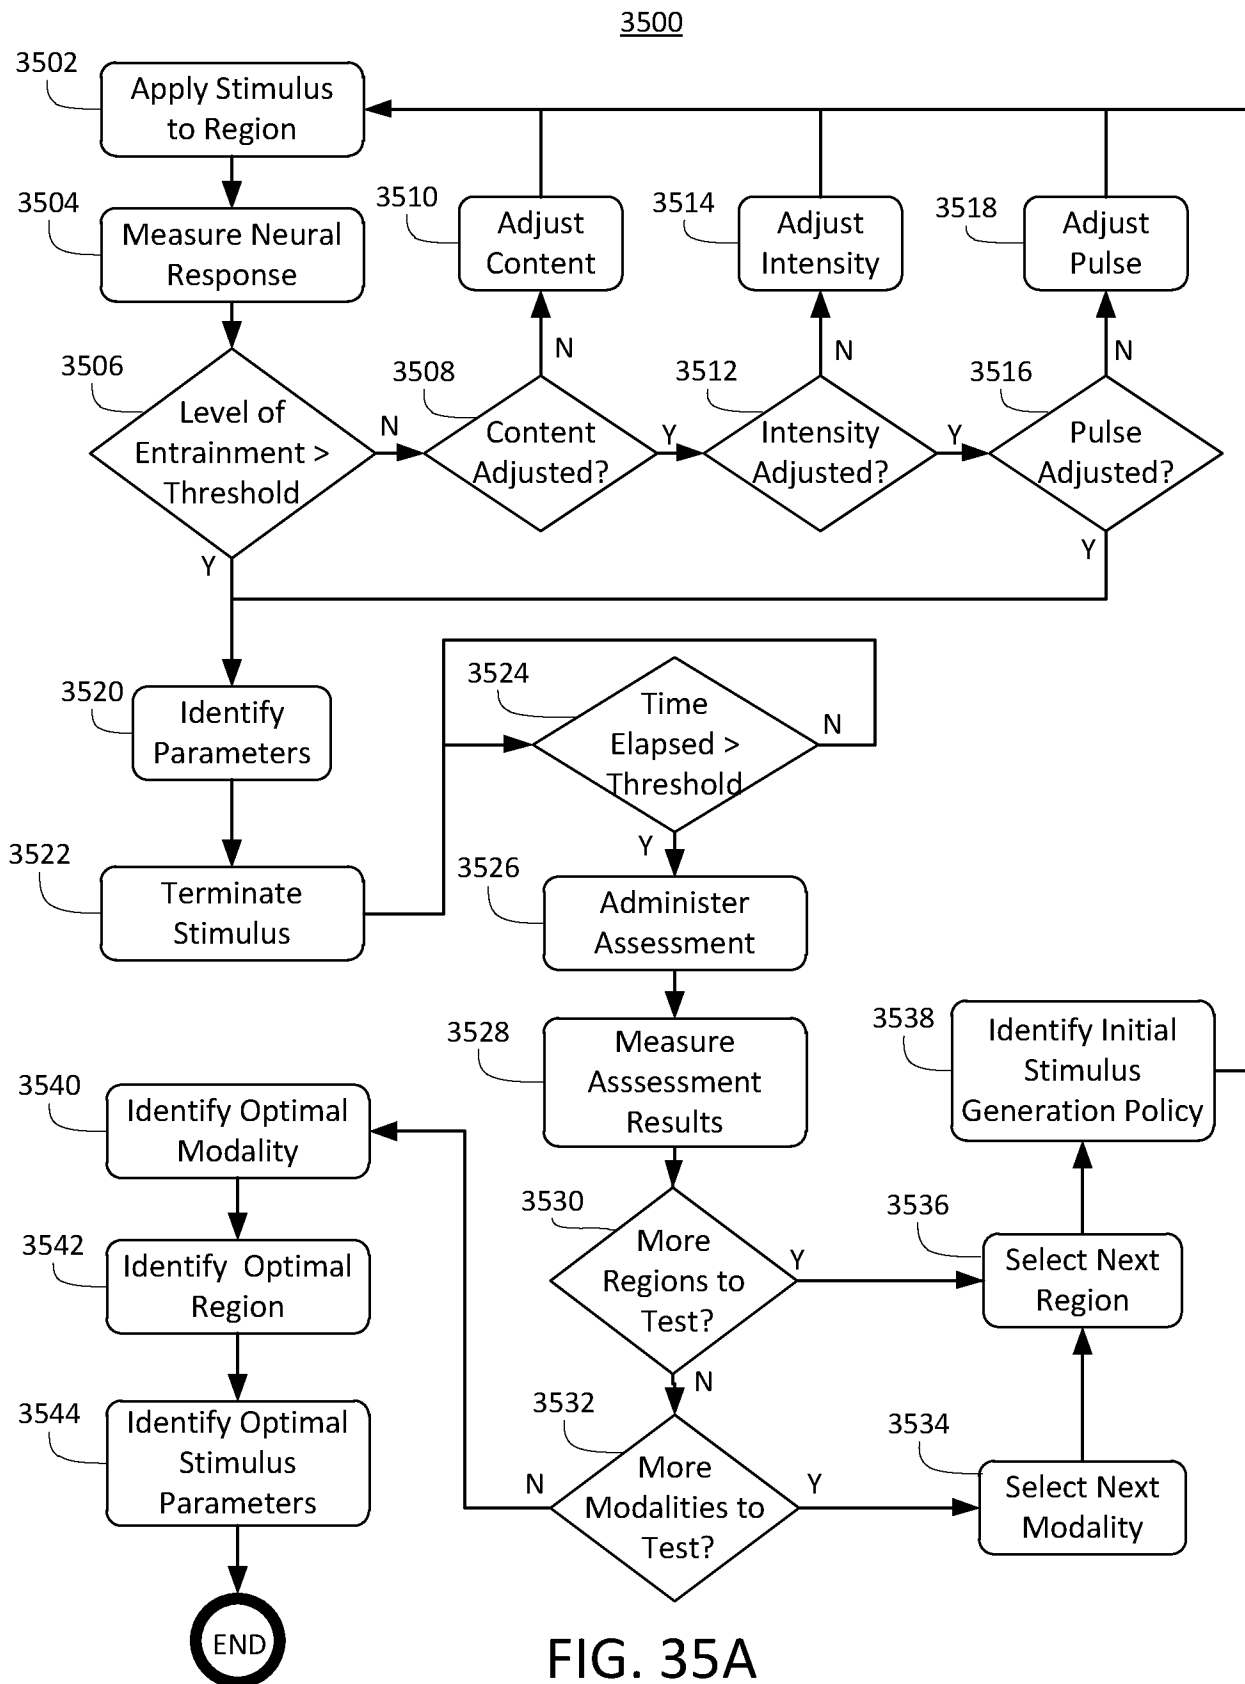 3500
3502
Apply Stimulus
to Region
3504
Measure Neural
Response
3510
Adjust
Content
3514
Adjust
Intensity
3518
Adjust
Pulse
N
N
N
3506
Level of
Entrainment >
Threshold
N
3508
Content
Adjusted?
Y
3512
Intensity
Adjusted?
Y
3516
Pulse
Adjusted?
Y
Y
3520
Identify
Parameters
3522
Terminate
Stimulus
3524
Time
Elapsed >
Threshold
N
Y
3526
Administer
Assessment
3528
Measure
Asssessment
Results
3530
More
Regions to
Test?
Y
N
3532
More
Modalities to
Test?
N
Y
3534
Select Next
Modality
3536
Select Next
Region
3538
Identify Initial
Stimulus
Generation Policy
3540
Identify Optimal
Modality
3542
Identify Optimal
Region
3544
Identify Optimal
Stimulus
Parameters
END
FIG. 35A